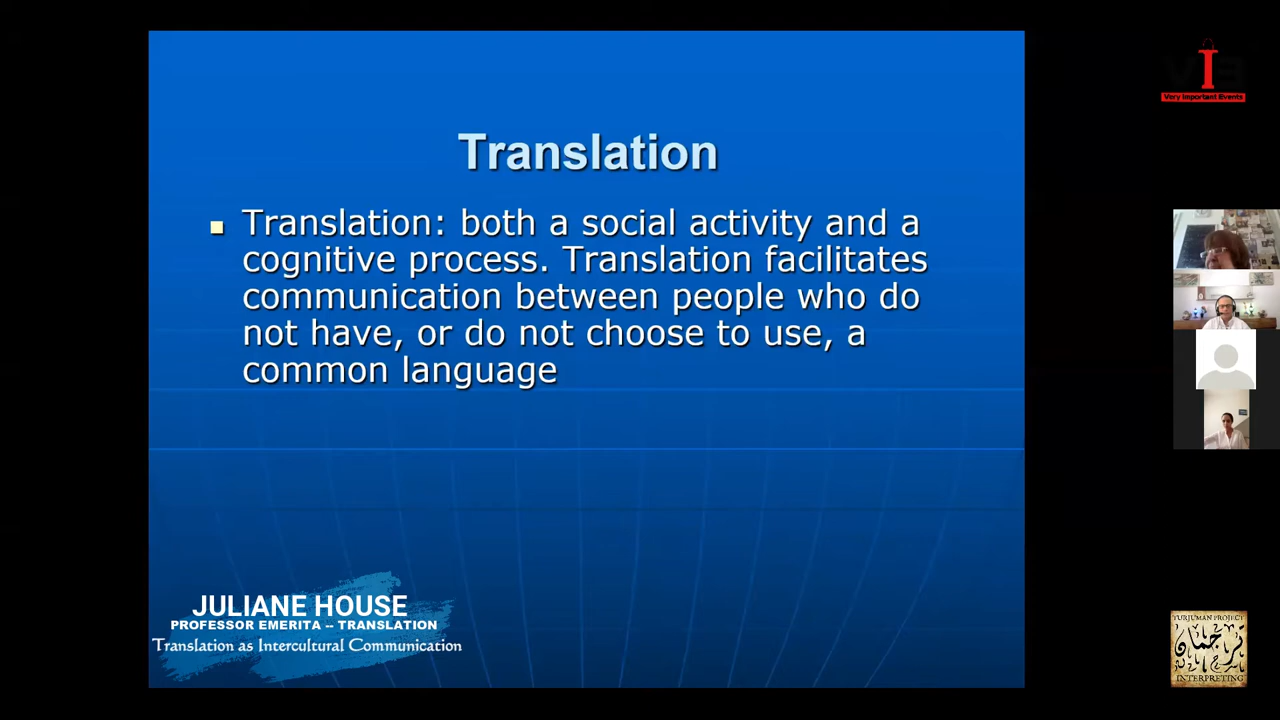 Translation
Translation: both a social activity and a
cognitive process. Translation facilitates
communication between people who do
not have, or do not choose to use, a
common language
JULIANE HOUSE
PROFESSOR EMERITA -- TRANSLATION
Translation as Intercultural Communication
Very Important Events
TURJUMAN PROJECT
ترجمان
INTERPRETING